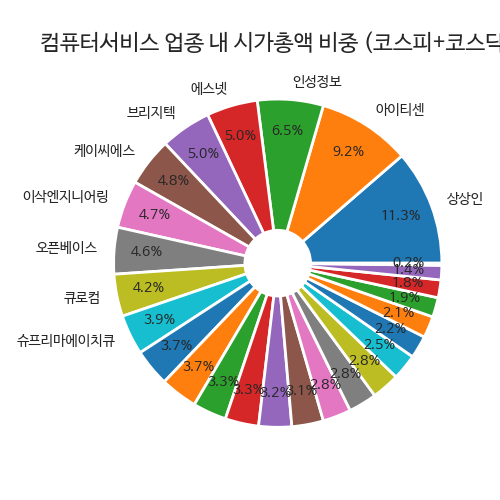 컴퓨터서비스 업종 내 시가총액 비중 (코스피+코스닥
인성정보
에스넷
아이티센
브리지텍
케이씨에스
이삭엔지니어링
상상인
오픈베이스
큐로컴
슈프리마에이치큐
6.5%
5.0%
9.2%
5.0%
4.8%
4.7%
11.3%
4.6%
0.2%
1.4%
4.2%
1.8%
1.9%
2.1%
3.9%
2.2%
3.7%
2.5%
2.8%
3.7%
2.8%
3.3%
2.8%
3.3%
3.1%
3.2%